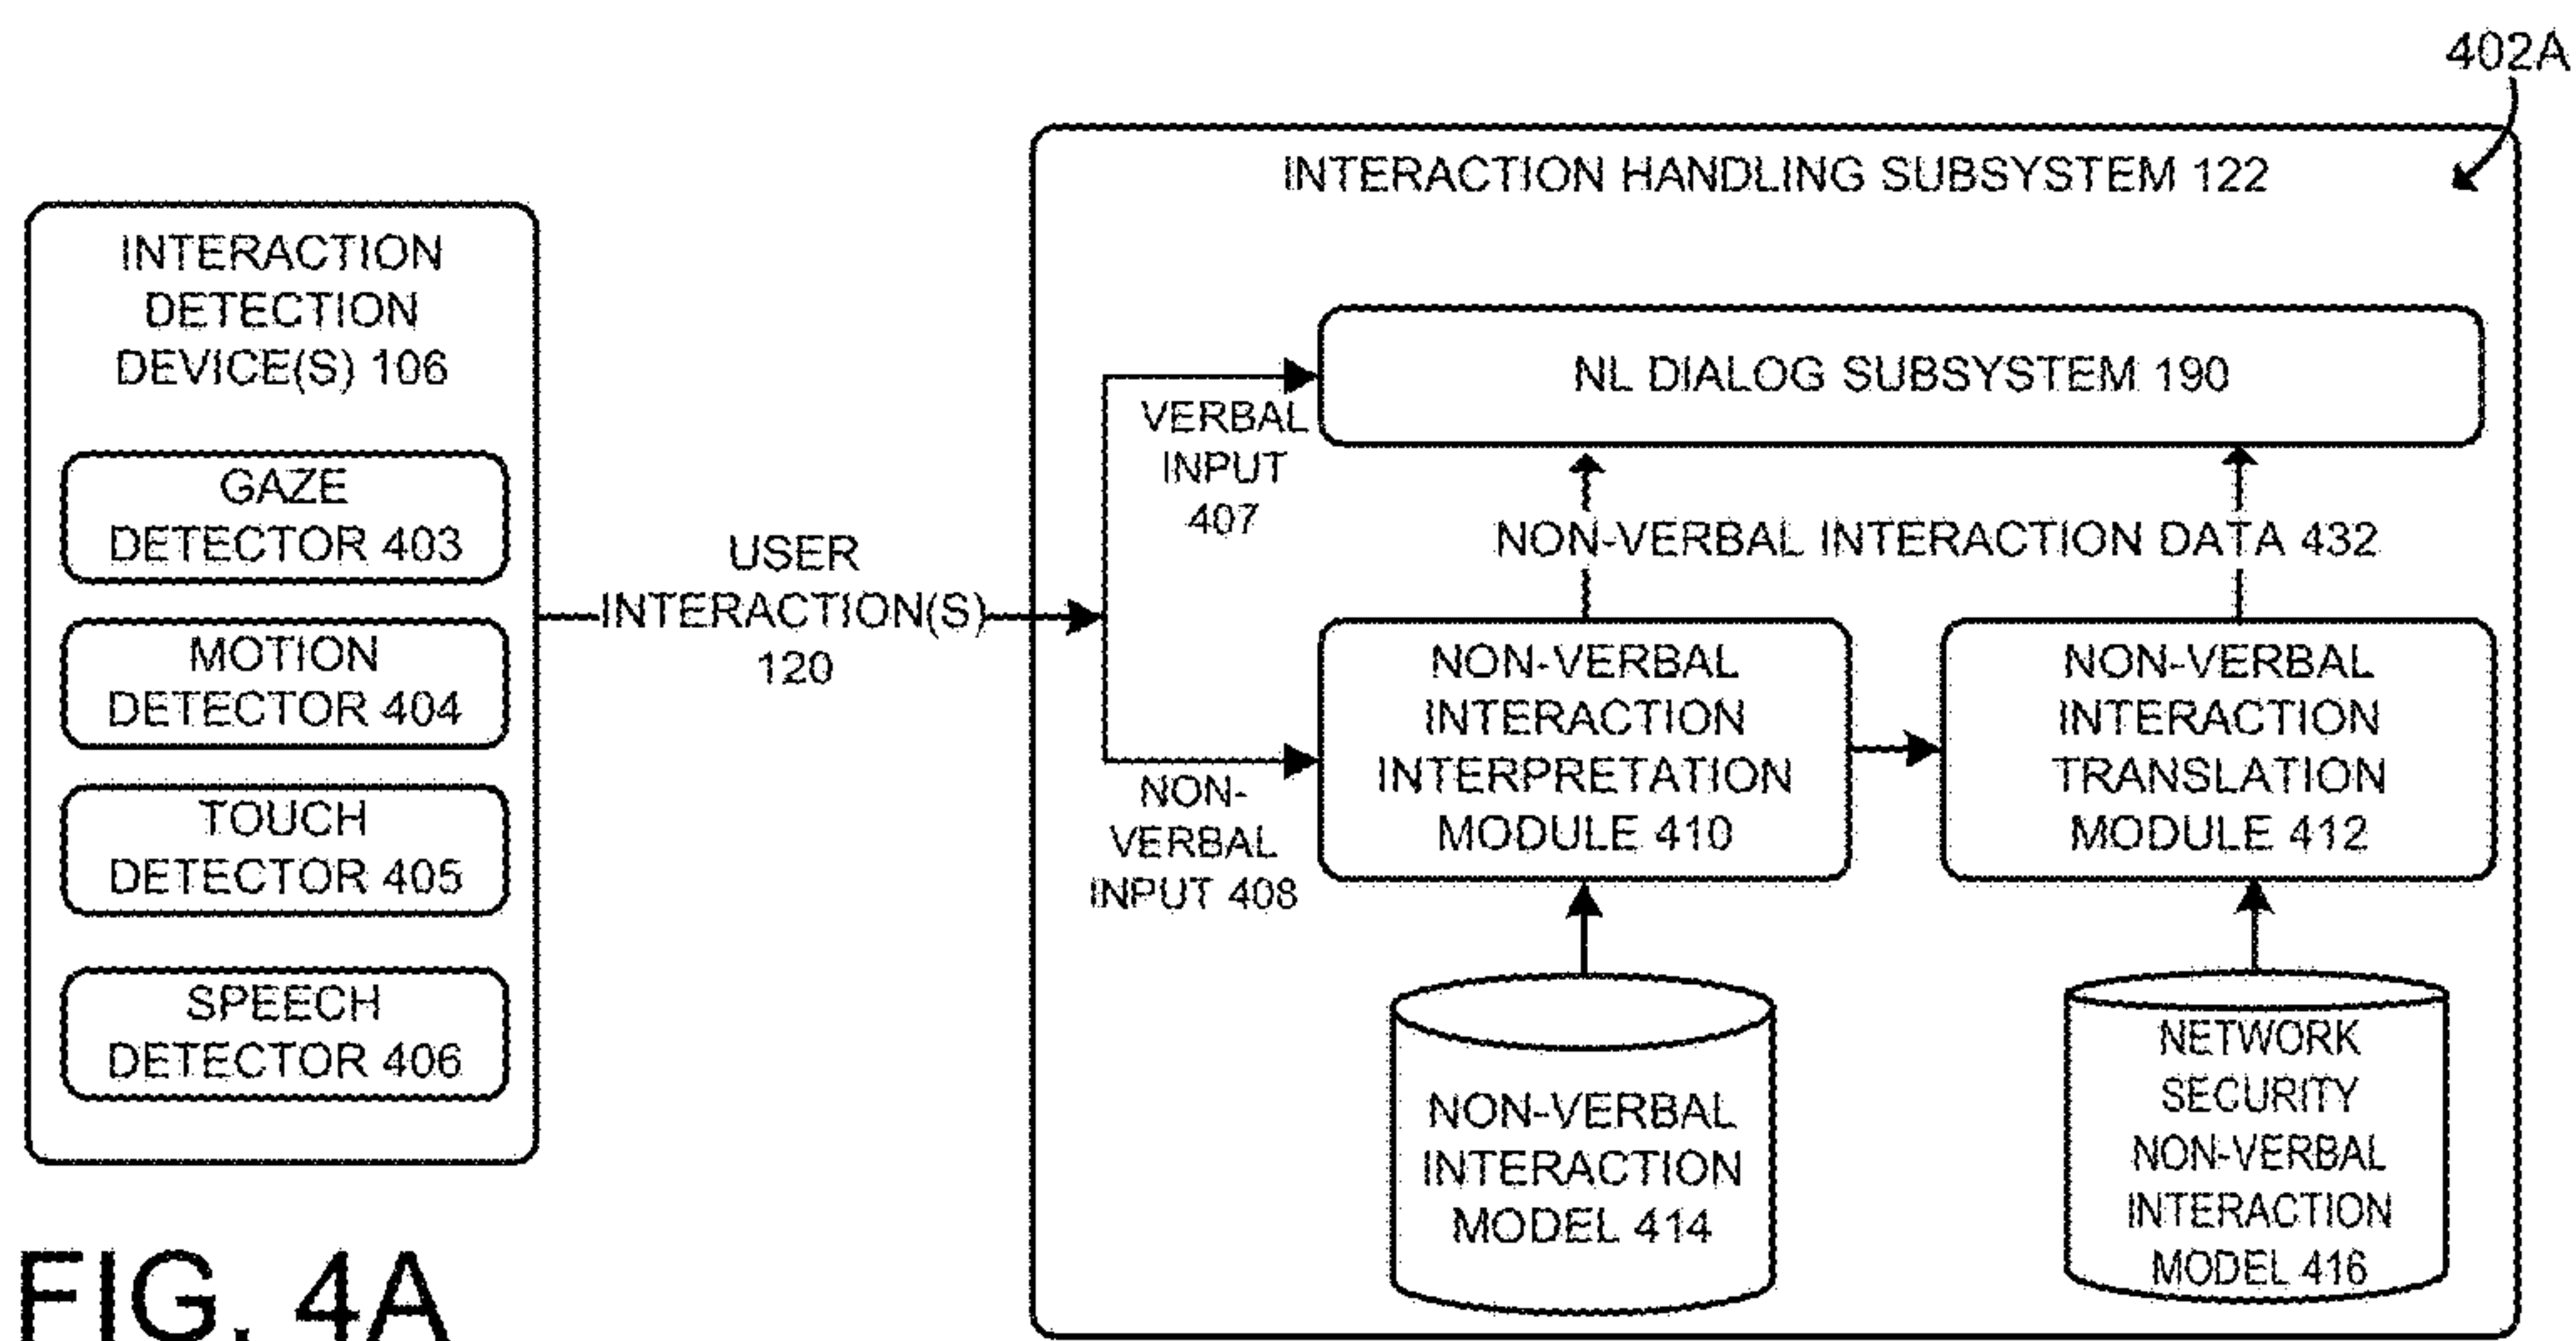 402A
INTERACTION HANDLING SUBSYSTEM 122
INTERACTION
DETECTION
DEVICE(S) 106
GAZE
DETECTOR 403
MOTION
DETECTOR 404
TOUCH
DETECTOR 405
SPEECH
DETECTOR 406
USER
INTERACTION(S)
120
VERBAL
INPUT
407
NON-
VERBAL
INPUT 408
NL DIALOG SUBSYSTEM 190
NON-VERBAL INTERACTION DATA 432
NON-VERBAL
INTERACTION
INTERPRETATION
MODULE 410
NON-VERBAL
INTERACTION
TRANSLATION
MODULE 412
NON-VERBAL
INTERACTION
MODEL 414
NETWORK
SECURITY
NON-VERBAL
INTERACTION
MODEL 416
FIG. 4A